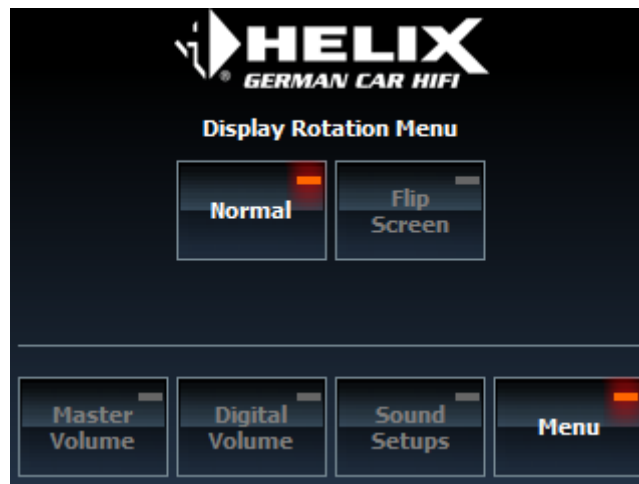 HELIX
®
GERMAN CAR HIFI
Display Rotation Menu
Normal
Flip
Screen
Master
Volume
Digital
Volume
Sound
Setups
Menu